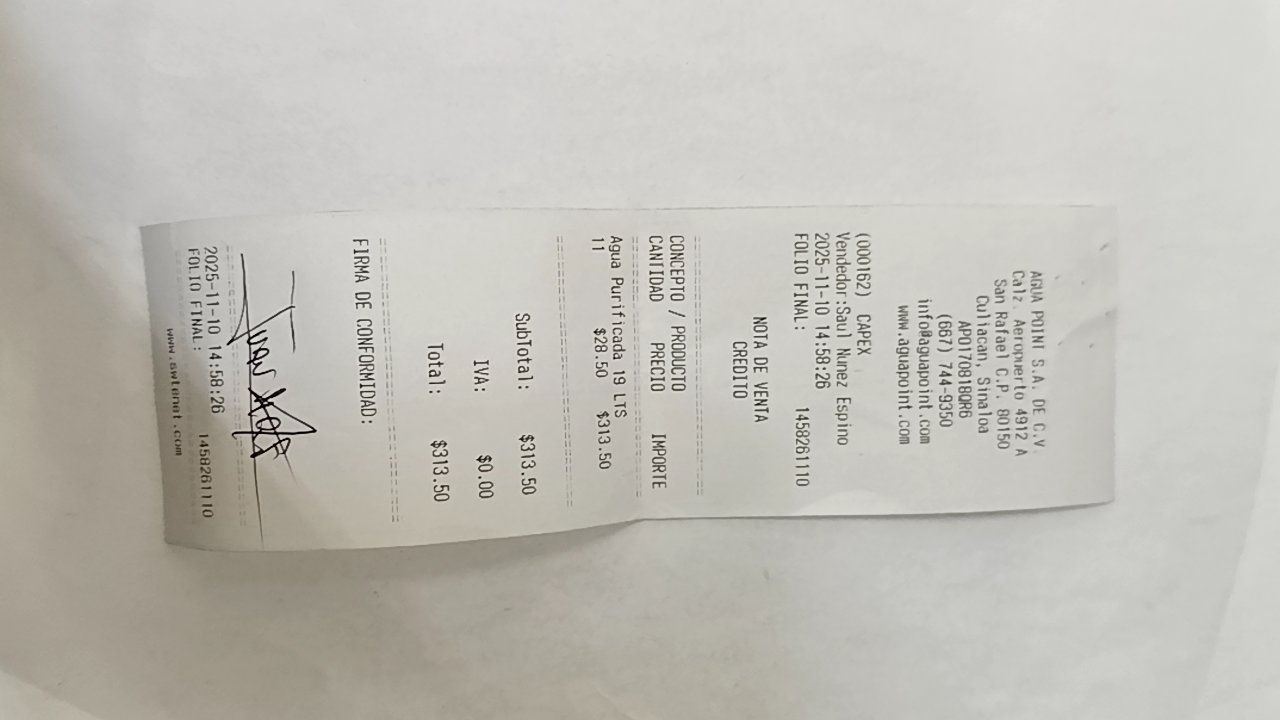 AGUA POINT S.A. DE C.V.
Calz. Aeropuerto 4912 A
San Rafael C.P. 80150
Culiacan, Sinaloa
APO170818QR6
(667) 744-9350
info@aguapoint.com
www.aguapoint.com
(000162) CAPEX
Vendedor:Saul Nunez Espino
2025-11-10 14:58:26
FOLIO FINAL: 1458261110
NOTA DE VENTA
CREDITO
CONCEPTO / PRODUCTO
CANTIDAD PRECIO IMPORTE
Agua Purificada 19 LTS
11 $28.50 $313.50
SubTotal: $313.50
IVA: $0.00
Total: $313.50
FIRMA DE CONFORMIDAD:
Juan
2025-11-10 14:58:26
FOLIO FINAL: 1458261110
www.swtenet.com